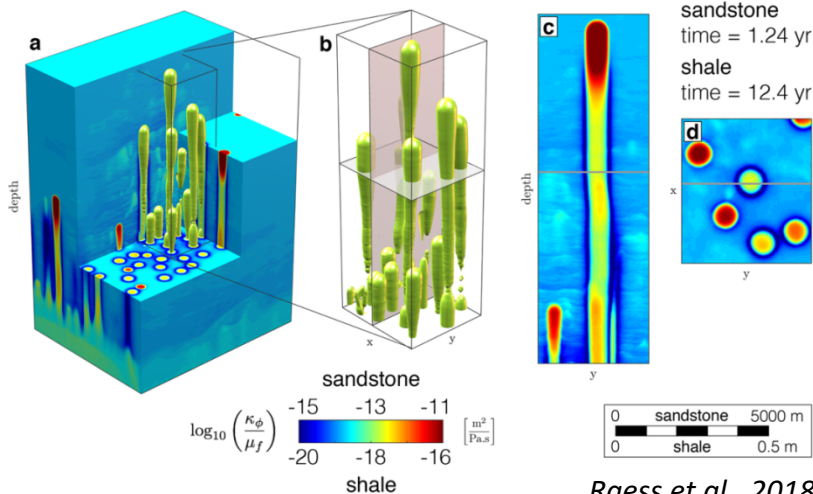 a
b
c
d
sandstone
time = 1.24 yr
shale
time = 12.4 yr
depth
x
y
depth
y
x
y
sandstone
-15 -13 -11
log₁₀ (κϕ/μf) [m²/Pa.s]
-20 -18 -16
shale
0 sandstone 5000 m
0 shale 0.5 m
Raess et al., 2018